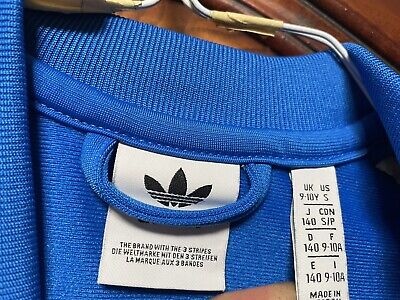 THE BRAND WITH THE 3 STRIPES
DIE WELTMARKE MIT DEN 3 STREIFEN
LA MARQUE AUX 3 BANDES
UK US
9-10Y S
J CDN
140 S/P
D F
140 9-10A
E I
140 9-10A
MADE IN